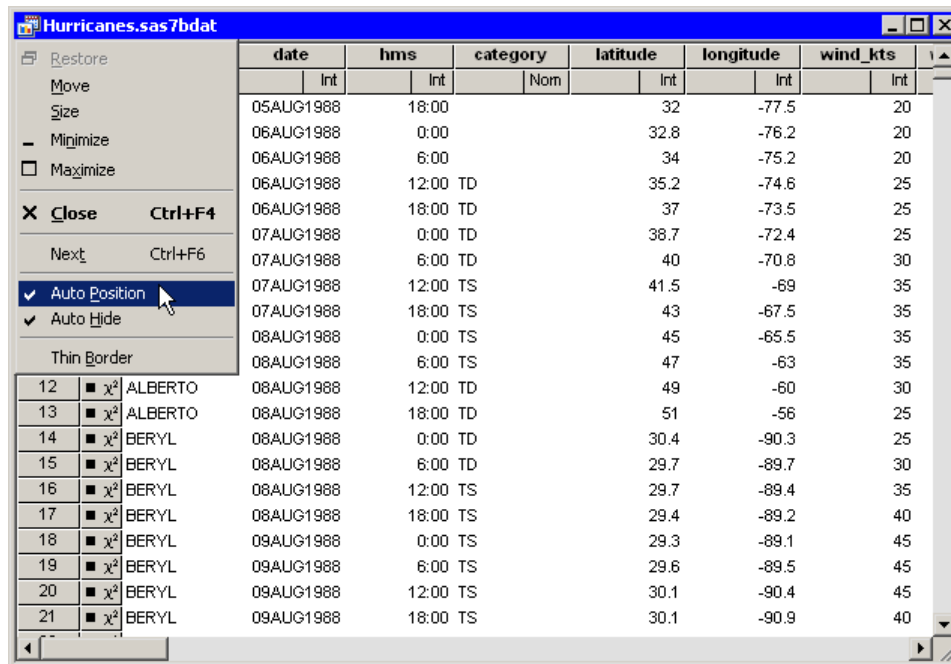 Hurricanes.sas7bdat
Restore
Move
Size
Minimize
Maximize
Close Ctrl+F4
Next Ctrl+F6
Auto Position
Auto Hide
Thin Border
date hms category latitude longitude wind_kts
Int Int Nom Int Int Int
05AUG1988 18:00 32 -77.5 20
06AUG1988 0:00 32.8 -76.2 20
06AUG1988 6:00 34 -75.2 20
06AUG1988 12:00 TD 35.2 -74.6 25
06AUG1988 18:00 TD 37 -73.5 25
07AUG1988 0:00 TD 38.7 -72.4 25
07AUG1988 6:00 TD 40 -70.8 30
07AUG1988 12:00 TS 41.5 -69 35
07AUG1988 18:00 TS 43 -67.5 35
08AUG1988 0:00 TS 45 -65.5 35
08AUG1988 6:00 TS 47 -63 35
12 χ² ALBERTO 08AUG1988 12:00 TD 49 -60 30
13 χ² ALBERTO 08AUG1988 18:00 TD 51 -56 25
14 χ² BERYL 08AUG1988 0:00 TD 30.4 -90.3 25
15 χ² BERYL 08AUG1988 6:00 TD 29.7 -89.7 30
16 χ² BERYL 08AUG1988 12:00 TS 29.7 -89.4 35
17 χ² BERYL 08AUG1988 18:00 TS 29.4 -89.2 40
18 χ² BERYL 09AUG1988 0:00 TS 29.3 -89.1 45
19 χ² BERYL 09AUG1988 6:00 TS 29.6 -89.5 45
20 χ² BERYL 09AUG1988 12:00 TS 30.1 -90.4 45
21 χ² BERYL 09AUG1988 18:00 TS 30.1 -90.9 40